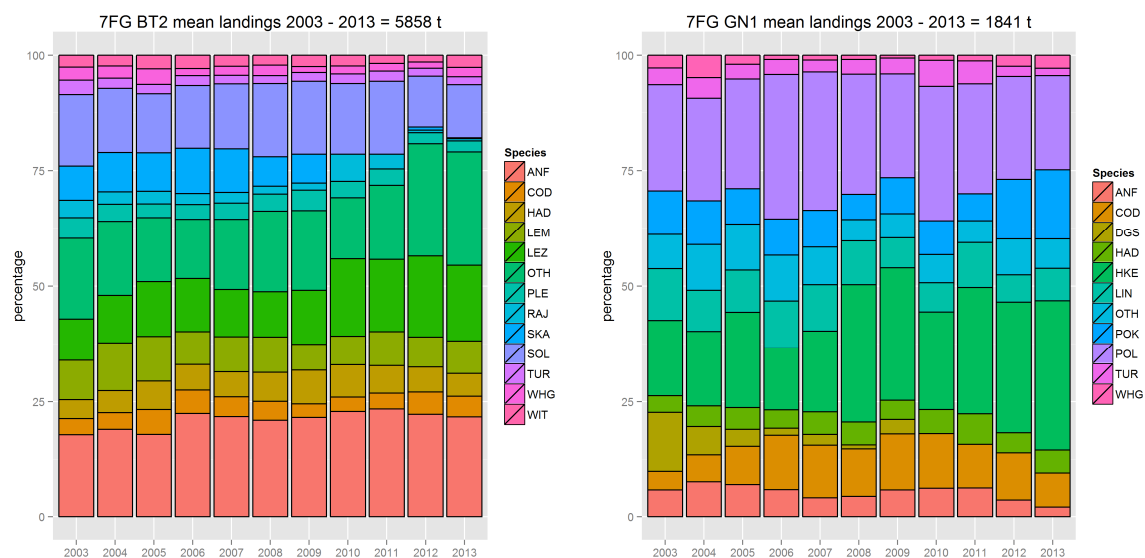 7FG BT2 mean landings 2003 - 2013 = 5858 t
100
75
50
25
0
percentage
2003 2004 2005 2006 2007 2008 2009 2010 2011 2012 2013
Species
ANF
COD
HAD
LEM
LEZ
OTH
PLE
RAJ
SKA
SOL
TUR
WHG
WIT
7FG GN1 mean landings 2003 - 2013 = 1841 t
100
75
50
25
0
percentage
2003 2004 2005 2006 2007 2008 2009 2010 2011 2012 2013
Species
ANF
COD
DGS
HAD
HKE
LIN
OTH
POK
POL
TUR
WHG